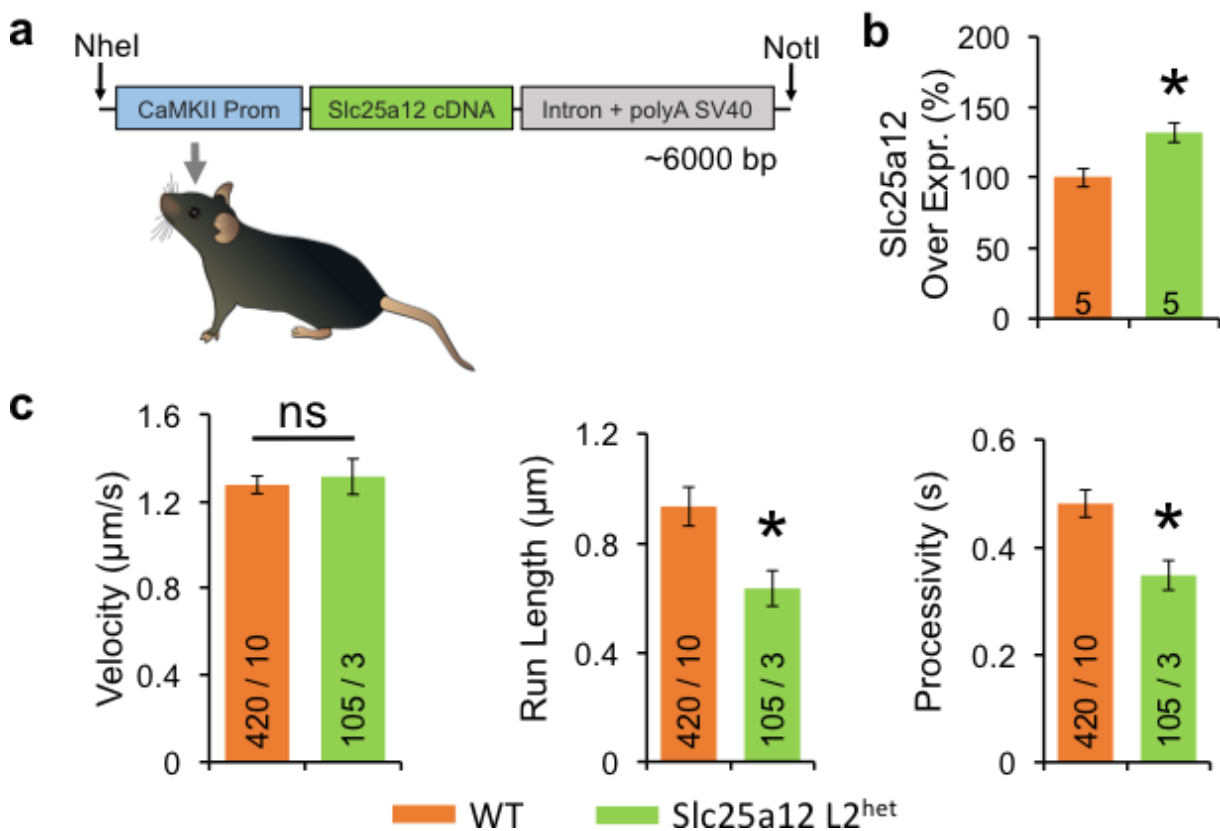 a
NheI
NotI
CaMKII Prom
Slc25a12 cDNA
Intron + polyA SV40
~6000 bp
b
Slc25a12
Over Expr. (%)
200
150
100
50
0
*
5
5
c
Velocity (µm/s)
1.6
1.2
0.8
0.4
0
ns
420 / 10
105 / 3
Run Length (µm)
1.2
0.8
0.4
0
*
420 / 10
105 / 3
Processivity (s)
0.6
0.4
0.2
0
*
420 / 10
105 / 3
WT
Slc25a12 L2het